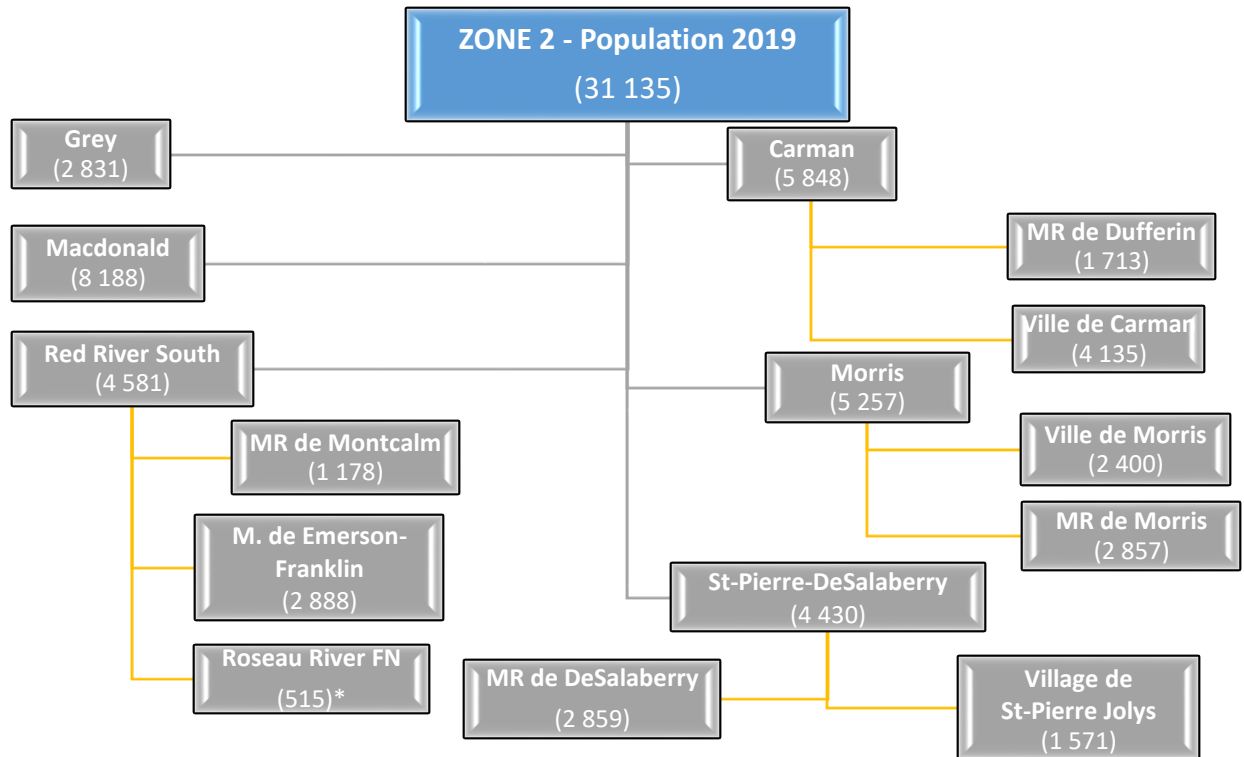 ZONE 2 - Population 2019
(31 135)
Grey
(2 831)
Macdonald
(8 188)
Red River South
(4 581)
MR de Montcalm
(1 178)
M. de Emerson-
Franklin
(2 888)
Roseau River FN
(515)*
Carman
(5 848)
MR de Dufferin
(1 713)
Ville de Carman
(4 135)
Morris
(5 257)
Ville de Morris
(2 400)
MR de Morris
(2 857)
St-Pierre-DeSalaberry
(4 430)
MR de DeSalaberry
(2 859)
Village de
St-Pierre Jolys
(1 571)